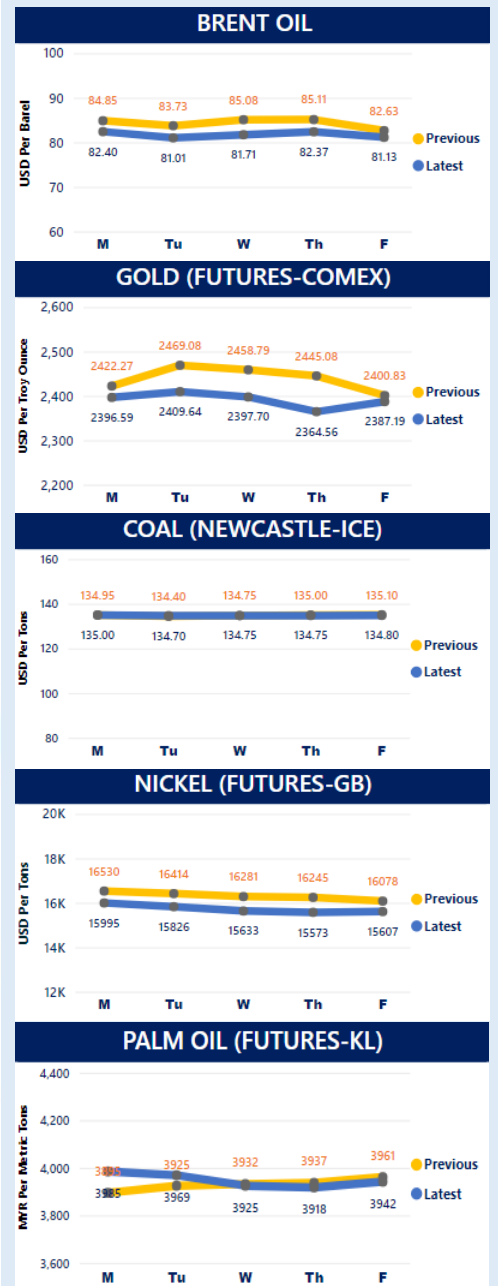 BRENT OIL
100
90
80
70
60
USD Per Barel
84.85 83.73 85.08 85.11 82.63
82.40 81.01 81.71 82.37 81.13
Previous
Latest
M Tu W Th F
GOLD (FUTURES-COMEX)
2,600
2,500
2,400
2,300
2,200
USD Per Troy Ounce
2422.27 2469.08 2458.79 2445.08 2400.83
2396.59 2409.64 2397.70 2364.56 2387.19
Previous
Latest
M Tu W Th F
COAL (NEWCASTLE-ICE)
160
140
120
100
80
USD Per Tons
134.95 134.40 134.75 135.00 135.10
135.00 134.70 134.75 134.75 134.80
Previous
Latest
M Tu W Th F
NICKEL (FUTURES-GB)
20K
18K
16K
14K
12K
USD Per Tons
16530 16414 16281 16245 16078
15995 15826 15633 15573 15607
Previous
Latest
M Tu W Th F
PALM OIL (FUTURES-KL)
4,400
4,200
4,000
3,800
3,600
MYR Per Metric Tons
3925 3932 3937 3961
3985 3969 3925 3918 3942
Previous
Latest
M Tu W Th F